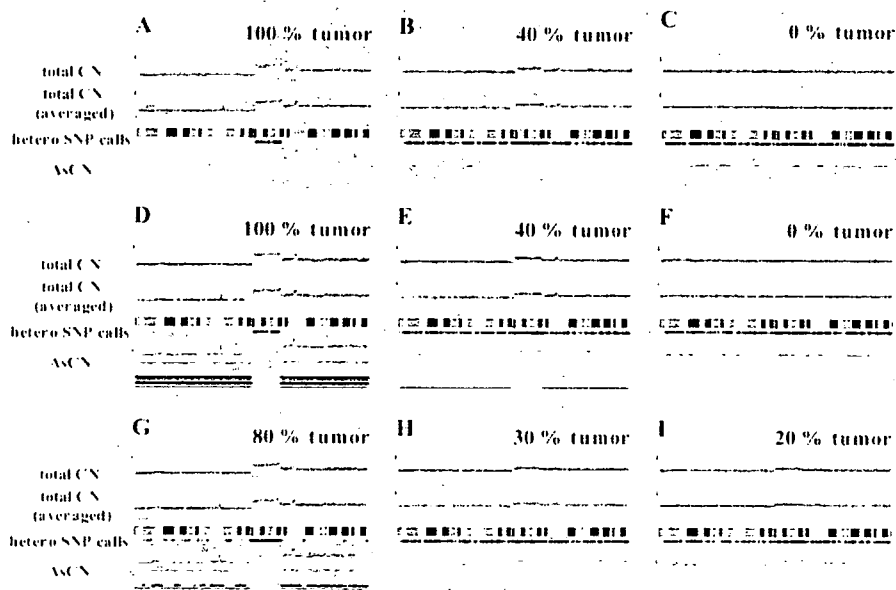 A 100 % tumor B 40 % tumor C 0 % tumor
total CN
total CN
(averaged)
hetero SNP calls
AsCN
D 100 % tumor E 40 % tumor F 0 % tumor
total CN
total CN
(averaged)
hetero SNP calls
AsCN
G 80 % tumor H 30 % tumor I 20 % tumor
total CN
total CN
(averaged)
hetero SNP calls
AsCN